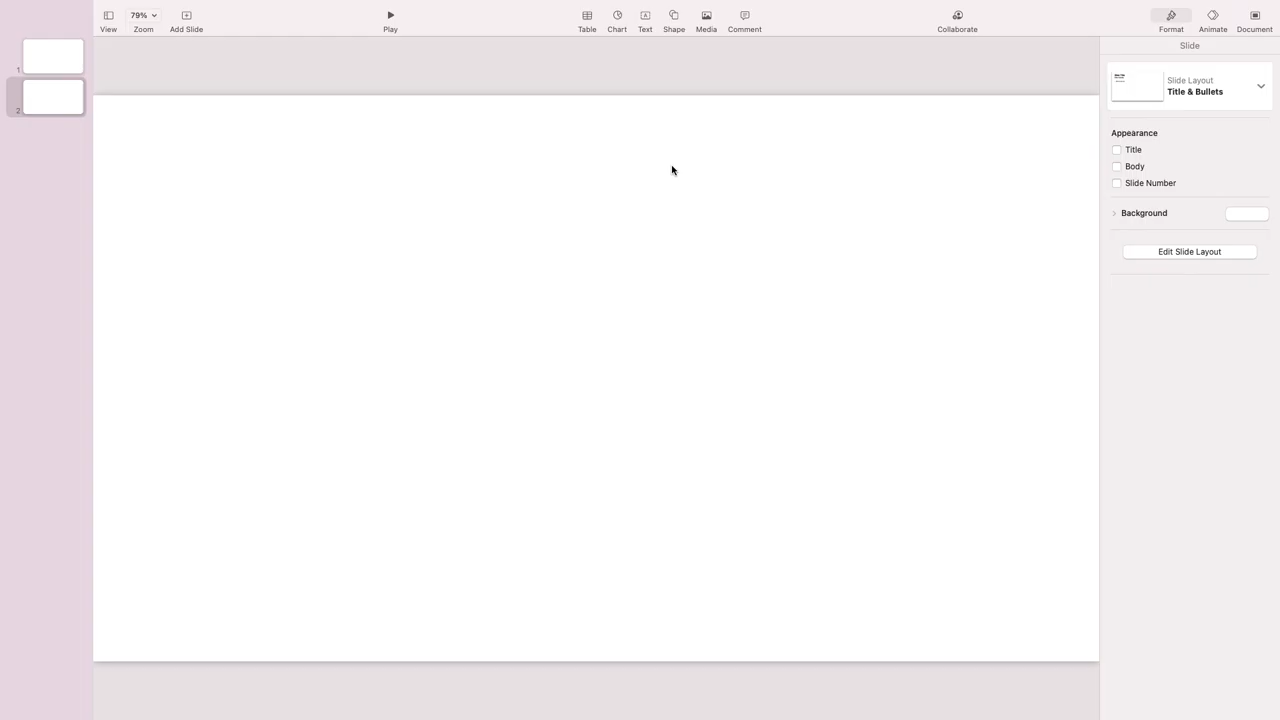 79%
View
Zoom
Add Slide
Play
Table
Chart
Text
Shape
Media
Comment
Collaborate
Format
Animate
Document
Slide
1
2
Slide Layout
Title & Bullets
Appearance
Title
Body
Slide Number
Background
Edit Slide Layout